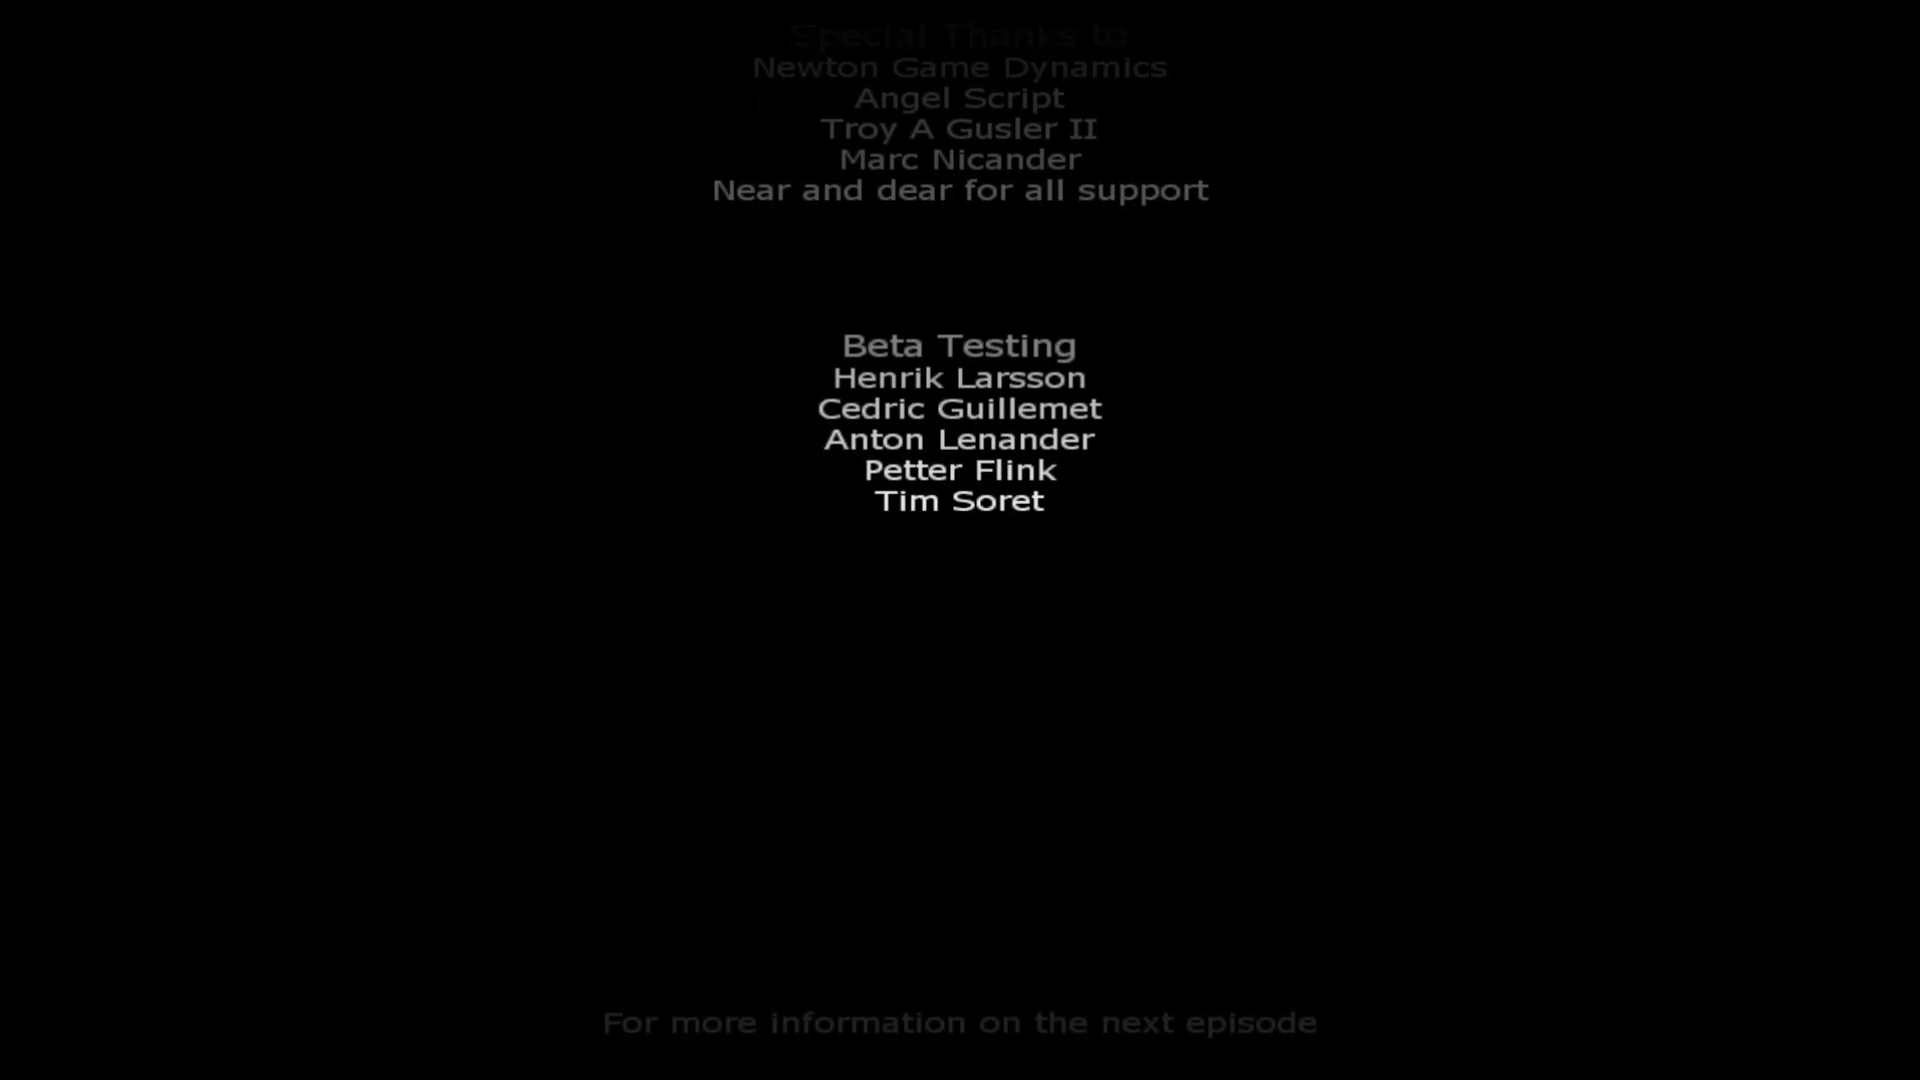 Special Thanks to
Newton Game Dynamics
Angel Script
Troy A Gusler II
Marc Nicander
Near and dear for all support
Beta Testing
Henrik Larsson
Cedric Guillemet
Anton Lenander
Petter Flink
Tim Soret
For more information on the next episode